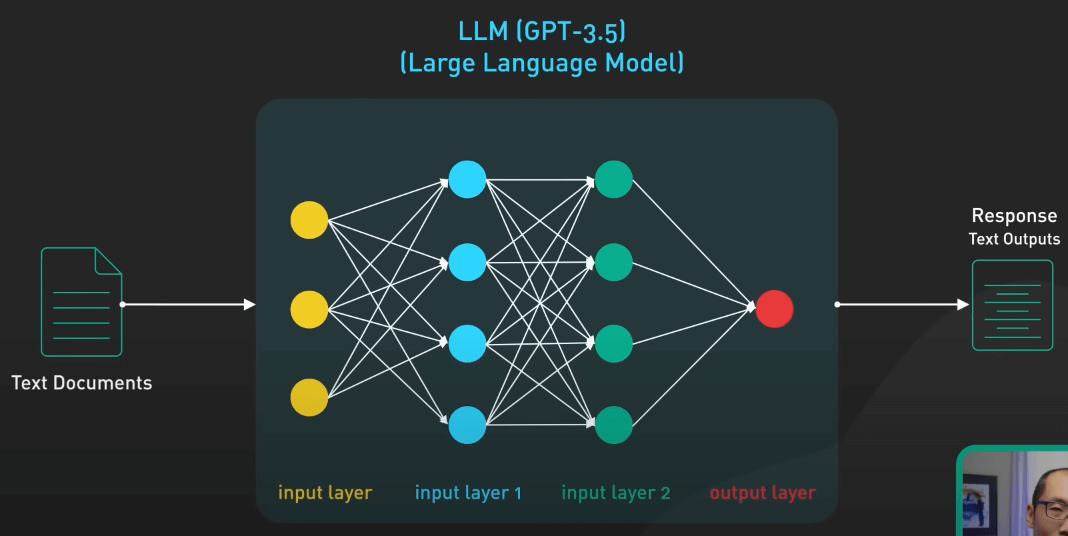 LLM (GPT-3.5)
(Large Language Model)
Text Documents
Response
Text Outputs
input layer
input layer 1
input layer 2
output layer